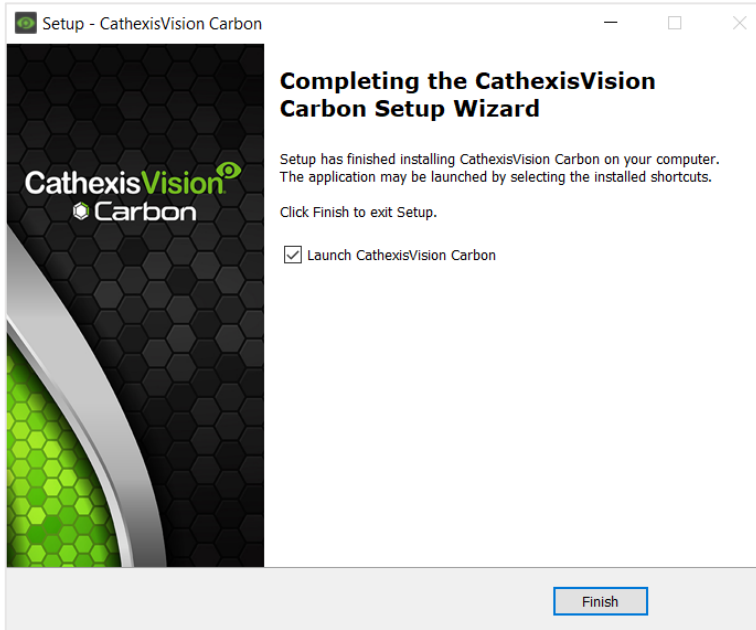 Setup - CathexisVision Carbon
Completing the CathexisVision
Carbon Setup Wizard
Setup has finished installing CathexisVision Carbon on your computer.
The application may be launched by selecting the installed shortcuts.
Click Finish to exit Setup.
Launch CathexisVision Carbon
CathexisVision
Carbon
Finish